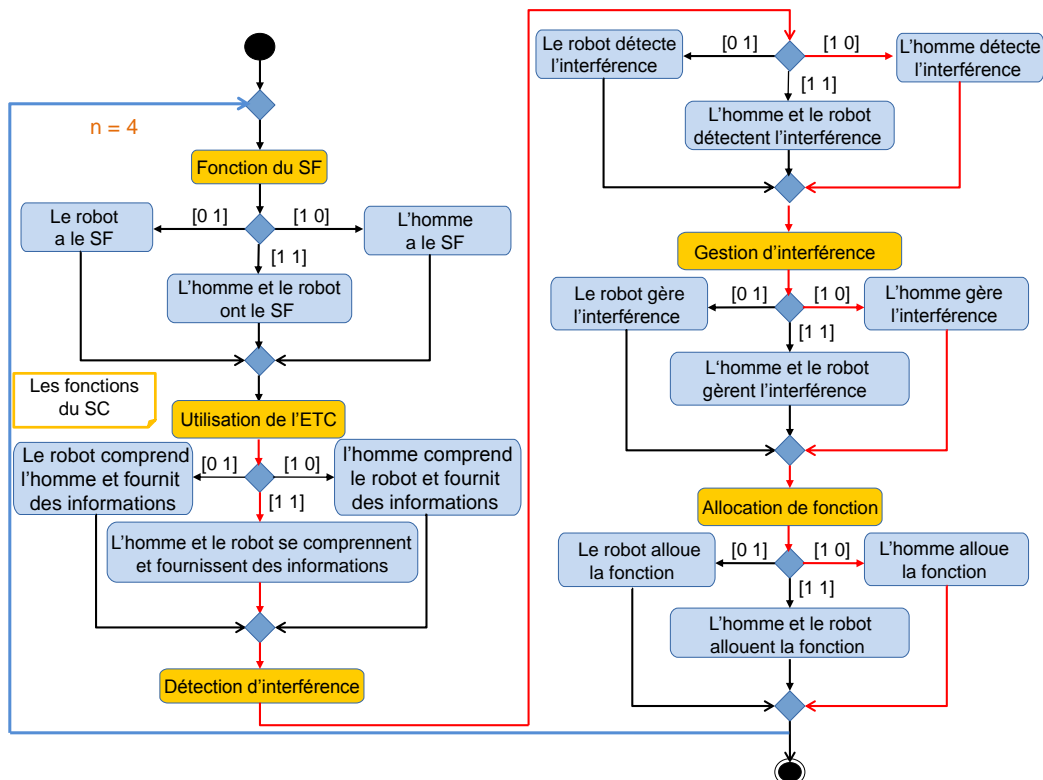 n = 4
Fonction du SF
[0 1]
[1 0]
Le robot
a le SF
L'homme
a le SF
[1 1]
L'homme et le robot
ont le SF
Les fonctions
du SC
Utilisation de l'ETC
Le robot comprend
l'homme et fournit
des informations
[0 1]
[1 0]
l'homme comprend
le robot et fournit
des informations
[1 1]
L'homme et le robot se comprennent
et fournissent des informations
Détection d'interférence
Le robot détecte
l'interférence
[0 1]
[1 0]
L'homme détecte
l'interférence
[1 1]
L'homme et le robot
détectent l'interférence
Gestion d'interférence
Le robot gère
l'interférence
[0 1]
[1 0]
L'homme gère
l'interférence
[1 1]
L'homme et le robot
gèrent l'interférence
Allocation de fonction
Le robot alloue
la fonction
[0 1]
[1 0]
L'homme alloue
la fonction
[1 1]
L'homme et le robot
allouent la fonction